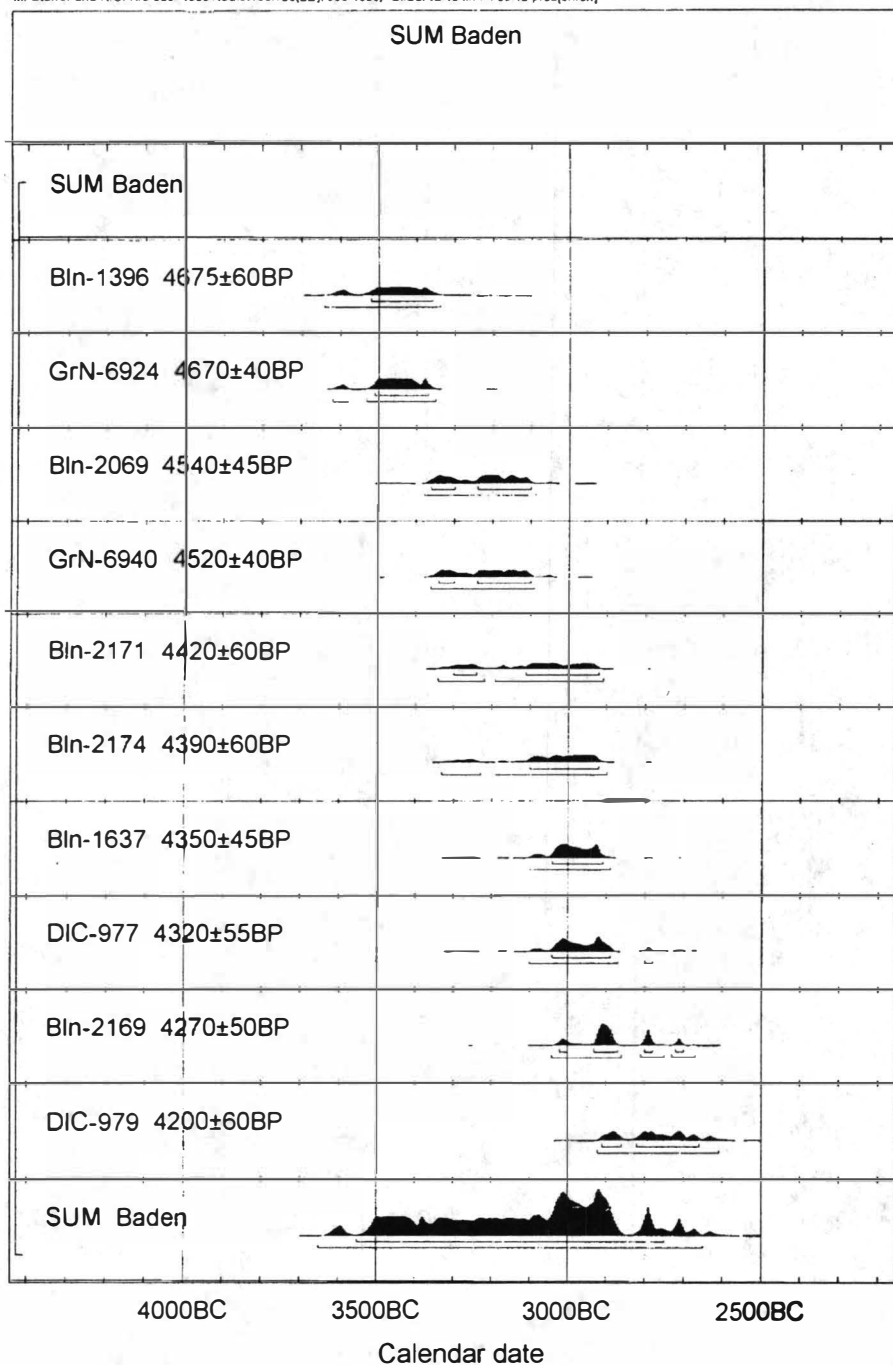 SUM Baden
SUM Baden
Bln-1396 4675±60BP
GrN-6924 4670±40BP
Bln-2069 4540±45BP
GrN-6940 4520±40BP
Bln-2171 4420±60BP
Bln-2174 4390±60BP
Bln-1637 4350±45BP
DIC-977 4320±55BP
Bln-2169 4270±50BP
DIC-979 4200±60BP
SUM Baden
4000BC 3500BC 3000BC 2500BC
Calendar date